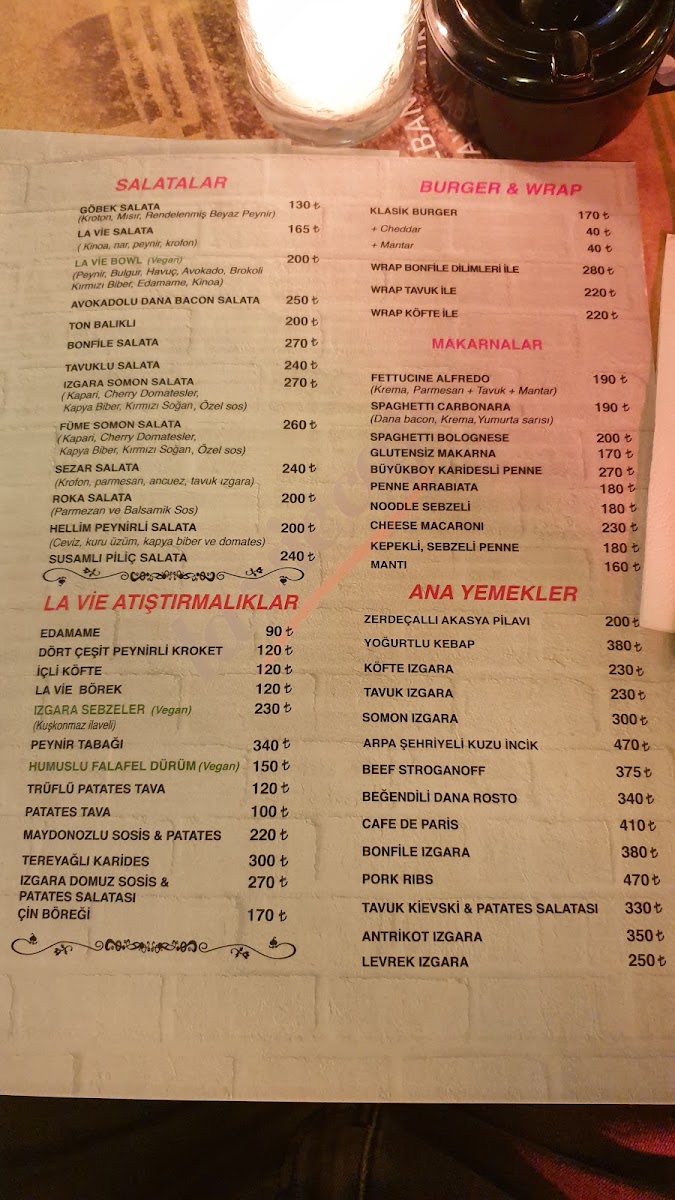 SALATALAR
GÖBEK SALATA 130 ₺
(Kroton, Mısır, Rendelenmiş Beyaz Peynir)
LA VİE SALATA 165 ₺
( Kinoa, nar, peynir, krofon)
LA VİE BOWL (Vegan) 200 ₺
(Peynir, Bulgur, Havuç, Avokado, Brokoli
Kırmızı Biber, Edamame, Kinoa)
AVOKADOLU DANA BACON SALATA 250 ₺
TON BALIKLI 200 ₺
BONFİLE SALATA 270 ₺
TAVUKLU SALATA 240 ₺
IZGARA SOMON SALATA 270 ₺
( Kapari, Cherry Domatesler,
Kapya Biber, Kırmızı Soğan, Özel sos)
FÜME SOMON SALATA 260 ₺
( Kapari, Cherry Domatesler,
Kapya Biber, Kırmızı Soğan, Özel sos)
SEZAR SALATA 240 ₺
(Krofon, parmesan, ancuez, tavuk ızgara)
ROKA SALATA 200 ₺
(Parmezan ve Balsamik Sos)
HELLİM PEYNİRLİ SALATA 200 ₺
(Ceviz, kuru üzüm, kapya biber ve domates)
SUSAMLI PİLİÇ SALATA 240 ₺
LA VİE ATIŞTIRMALIKLAR
EDAMAME 90 ₺
DÖRT ÇEŞİT PEYNİRLİ KROKET 120 ₺
İÇLİ KÖFTE 120 ₺
LA VİE BÖREK 120 ₺
IZGARA SEBZELER (Vegan) 230 ₺
(Kuşkonmaz ilaveli)
PEYNİR TABAĞI 340 ₺
HUMUSLU FALAFEL DÜRÜM (Vegan) 150 ₺
TRÜFLÜ PATATES TAVA 120 ₺
PATATES TAVA 100 ₺
MAYDONOZLU SOSİS & PATATES 220 ₺
TEREYAĞLI KARİDES 300 ₺
IZGARA DOMUZ SOSİS & 270 ₺
PATATES SALATASI
ÇİN BÖREĞİ 170 ₺
BURGER & WRAP
KLASİK BURGER 170 ₺
+ Cheddar 40 ₺
+ Mantar 40 ₺
WRAP BONFİLE DİLİMLERİ İLE 280 ₺
WRAP TAVUK İLE 220 ₺
WRAP KÖFTE İLE 220 ₺
MAKARNALAR
FETTUCINE ALFREDO 190 ₺
(Krema, Parmesan + Tavuk + Mantar)
SPAGHETTI CARBONARA 190 ₺
(Dana bacon, Krema,Yumurta sarısı)
SPAGHETTI BOLOGNESE 200 ₺
GLUTENSİZ MAKARNA 170 ₺
BÜYÜKBOY KARİDESLİ PENNE 270 ₺
PENNE ARRABIATA 180 ₺
NOODLE SEBZELİ 180 ₺
CHEESE MACARONI 230 ₺
KEPEKLİ, SEBZELİ PENNE 180 ₺
MANTI 160 ₺
ANA YEMEKLER
ZERDEÇALLI AKASYA PİLAVI 200 ₺
YOĞURTLU KEBAP 380 ₺
KÖFTE IZGARA 230 ₺
TAVUK IZGARA 230 ₺
SOMON IZGARA 300 ₺
ARPA ŞEHRİYELİ KUZU İNCİK 470 ₺
BEEF STROGANOFF 375 ₺
BEĞENDİLİ DANA ROSTO 340 ₺
CAFE DE PARİS 410 ₺
BONFİLE IZGARA 380 ₺
PORK RIBS 470 ₺
TAVUK KİEVSKİ & PATATES SALATASI 330 ₺
ANTRİKOT IZGARA 350 ₺
LEVREK IZGARA 250 ₺